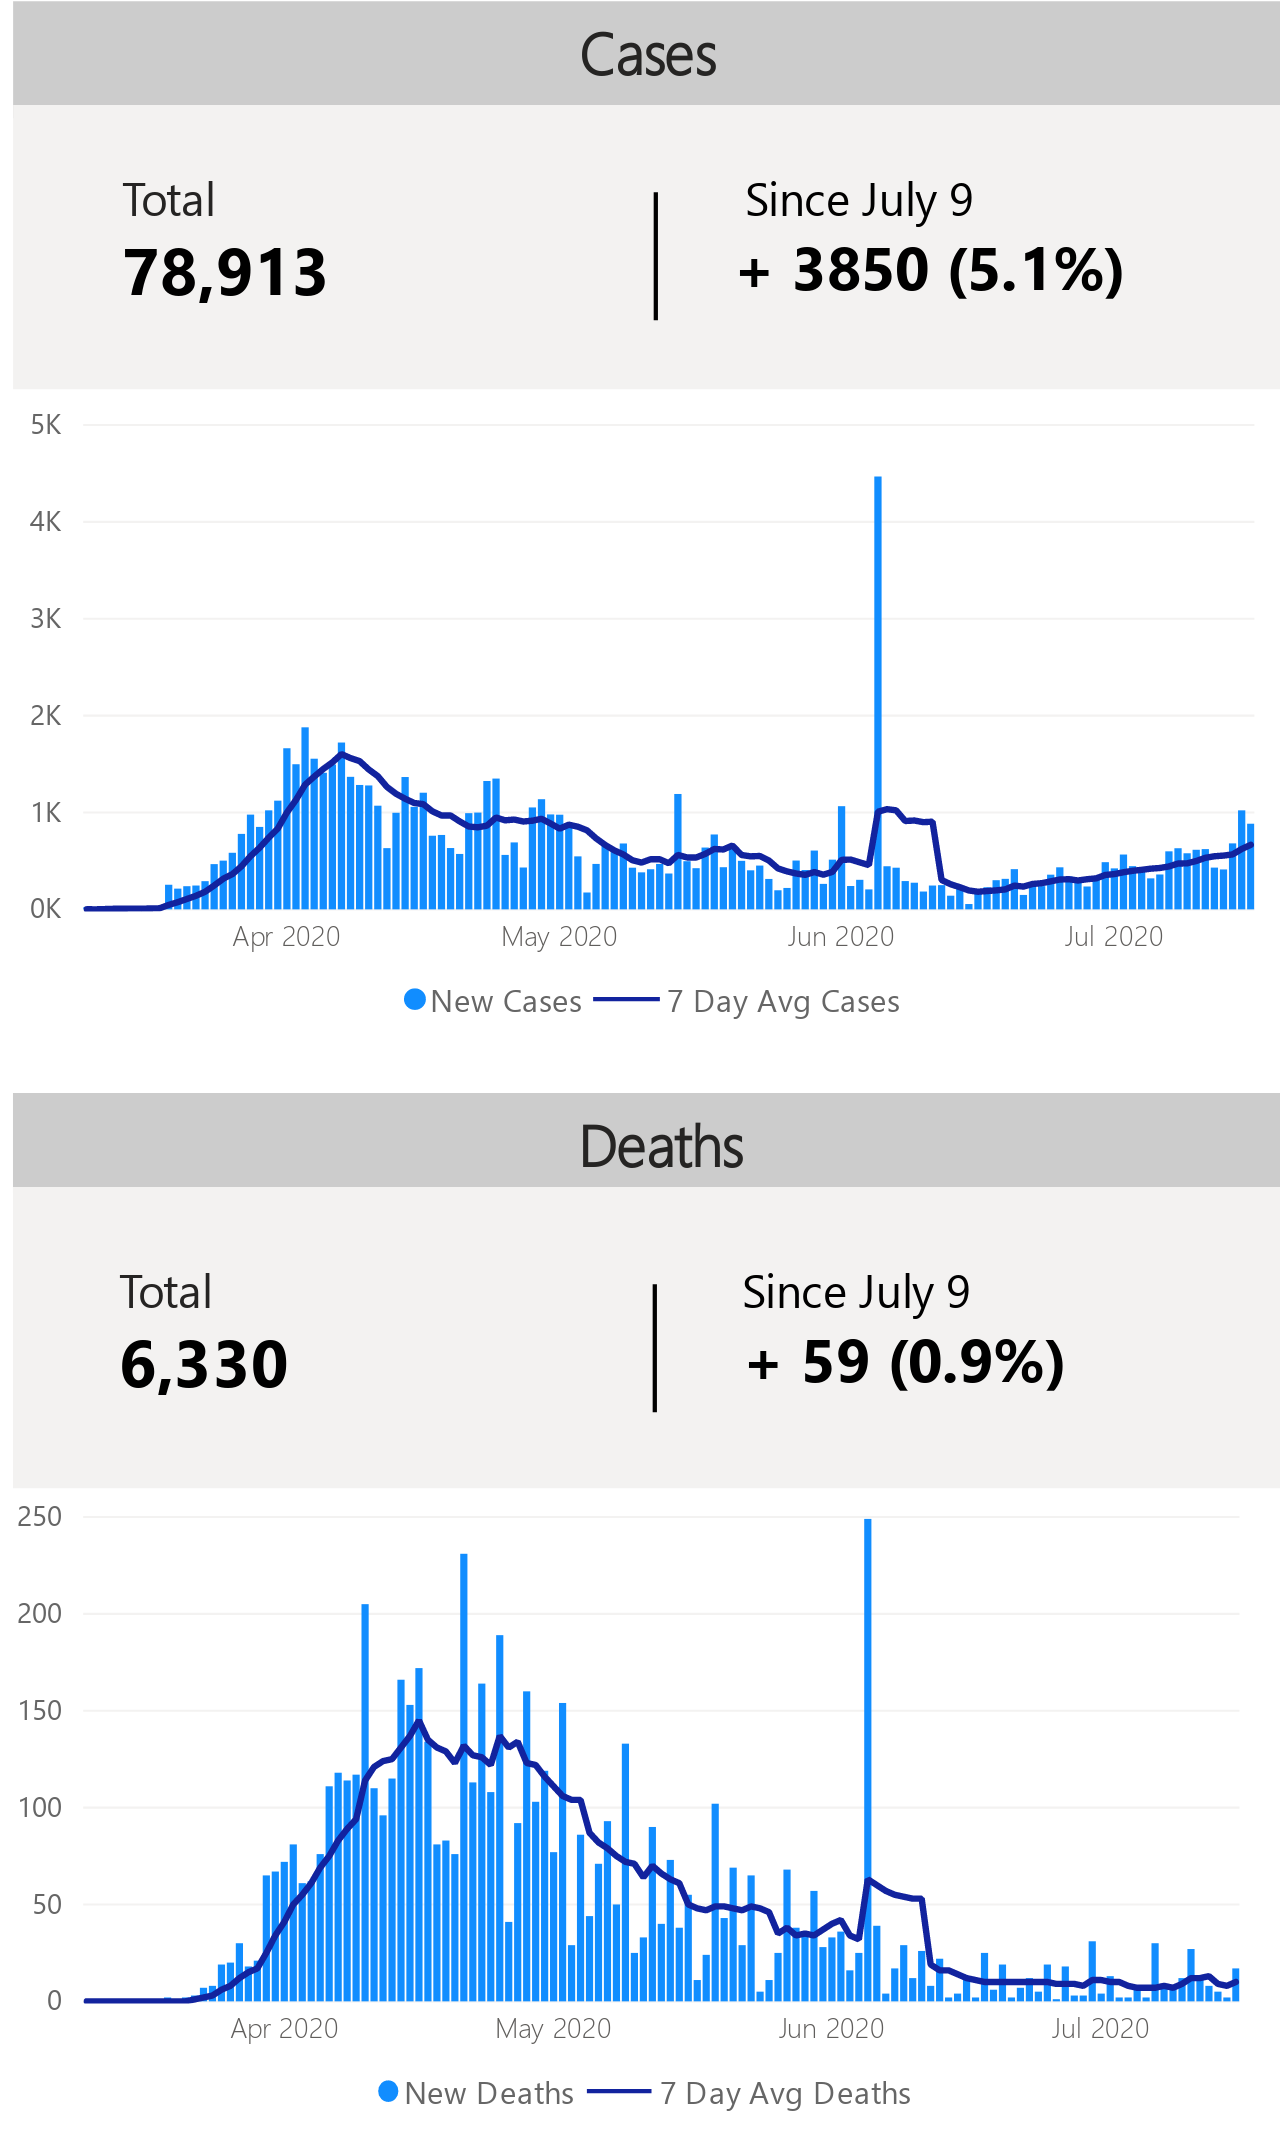 Cases
Total
Since July 9
78,913
+ 3850 (5.1%)
5K
4K
3K
2K
1K
0K
Apr 2020
May 2020
Jun 2020
Jul 2020
New Cases
7 Day Avg Cases
Deaths
Total
Since July 9
6,330
+ 59 (0.9%)
250
200
150
100
50
0
Apr 2020
May 2020
Jun 2020
Jul 2020
New Deaths
7 Day Avg Deaths